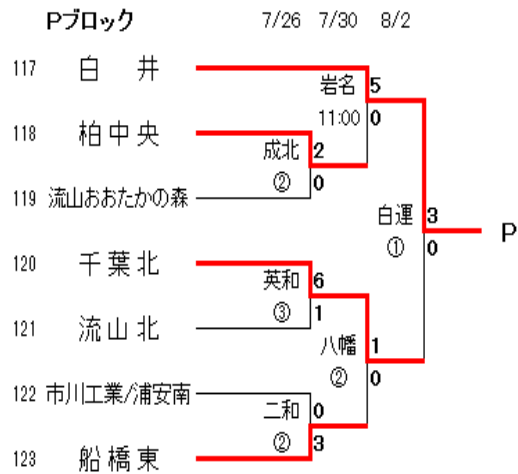 Pブロック 7/26 7/30 8/2
117 白井
岩名 5
11:00 0
118 柏中央
成北 2
② 0
119 流山おおたかの森
白運 3
① 0
P
120 千葉北
英和 6
③ 1
121 流山北
八幡 1
② 0
122 市川工業/浦安南
二和 0
② 3
123 船橋東